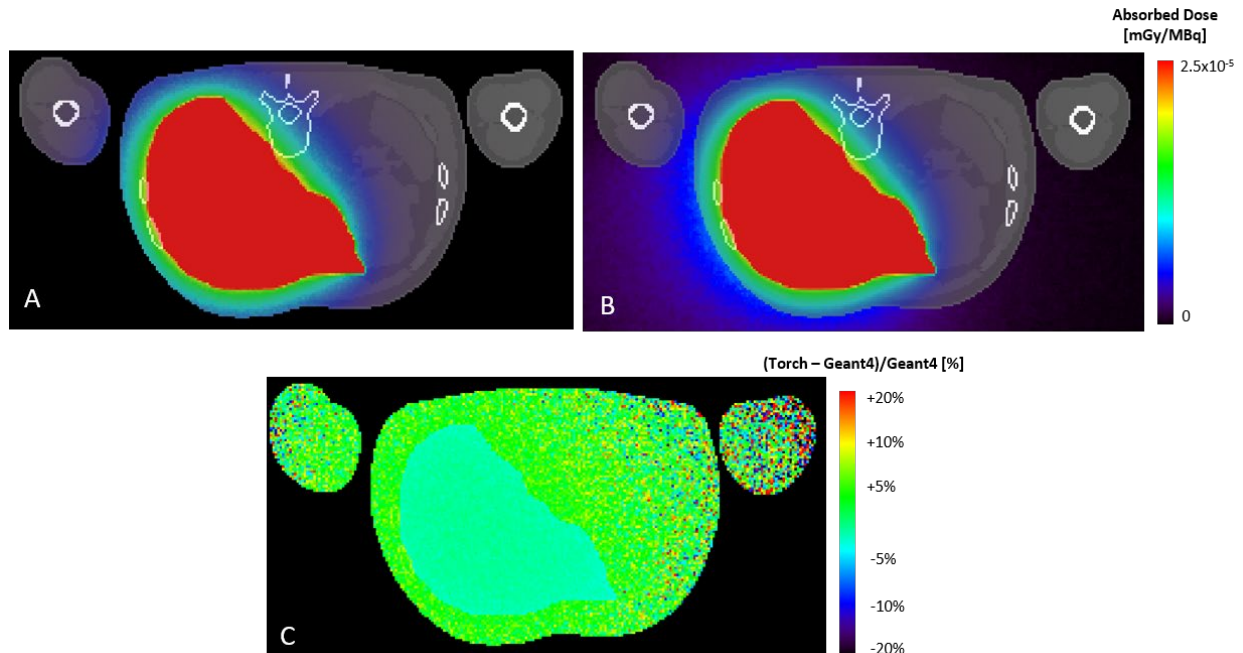 Absorbed Dose
[mGy/MBq]
2.5x10⁻⁵
0
A
B
(Torch – Geant4)/Geant4 [%]
+20%
+10%
+5%
-5%
-10%
-20%
C